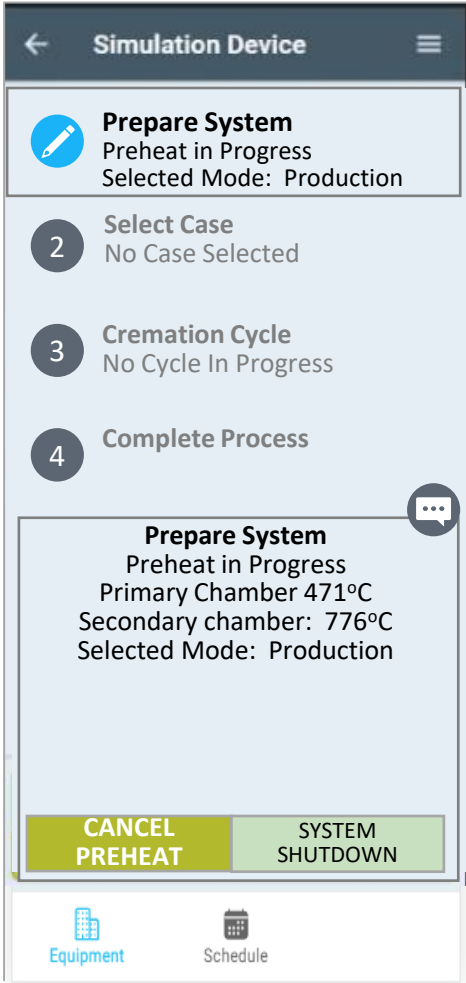 Simulation Device
Prepare System
Preheat in Progress
Selected Mode: Production
2
Select Case
No Case Selected
3
Cremation Cycle
No Cycle In Progress
4
Complete Process
Prepare System
Preheat in Progress
Primary Chamber 471°C
Secondary chamber: 776°C
Selected Mode: Production
CANCEL
PREHEAT
SYSTEM
SHUTDOWN
Equipment
Schedule